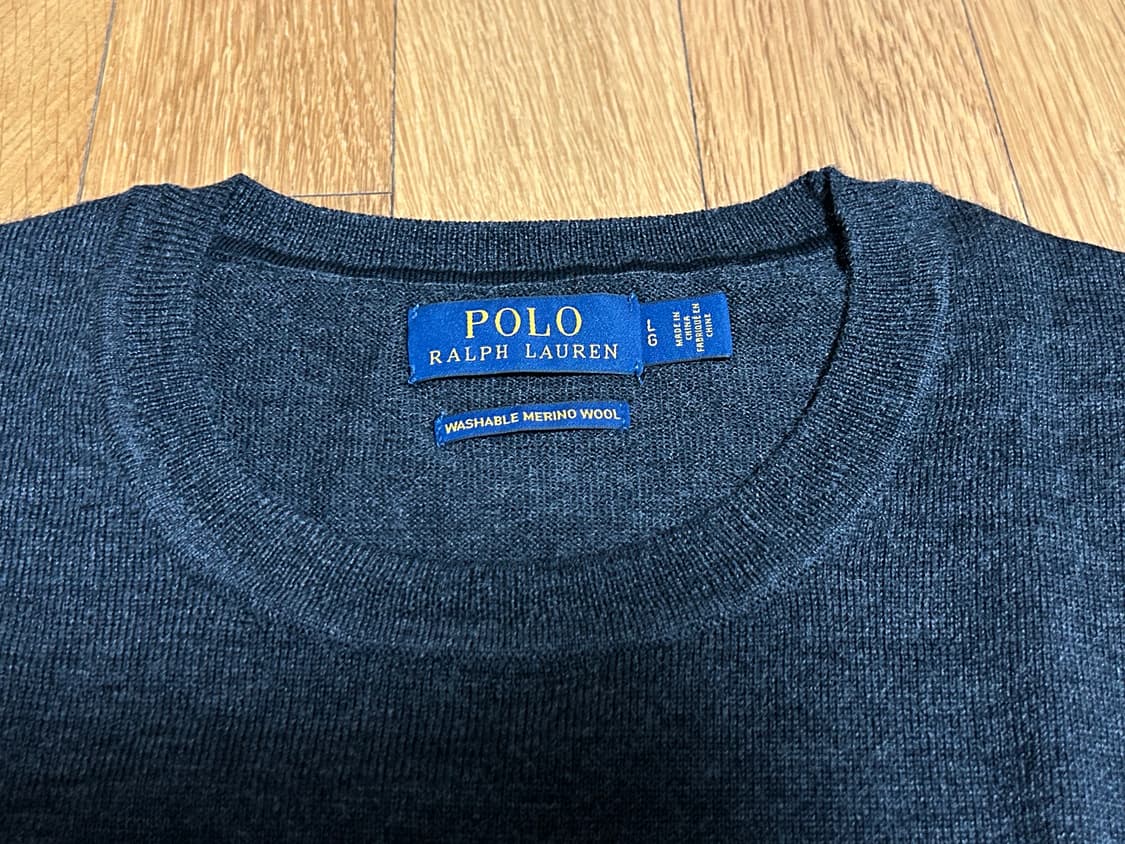 POLO
RALPH LAUREN
L
G
MADE IN
CHINA
FABRIQUÉ EN
CHINE
WASHABLE MERINO WOOL